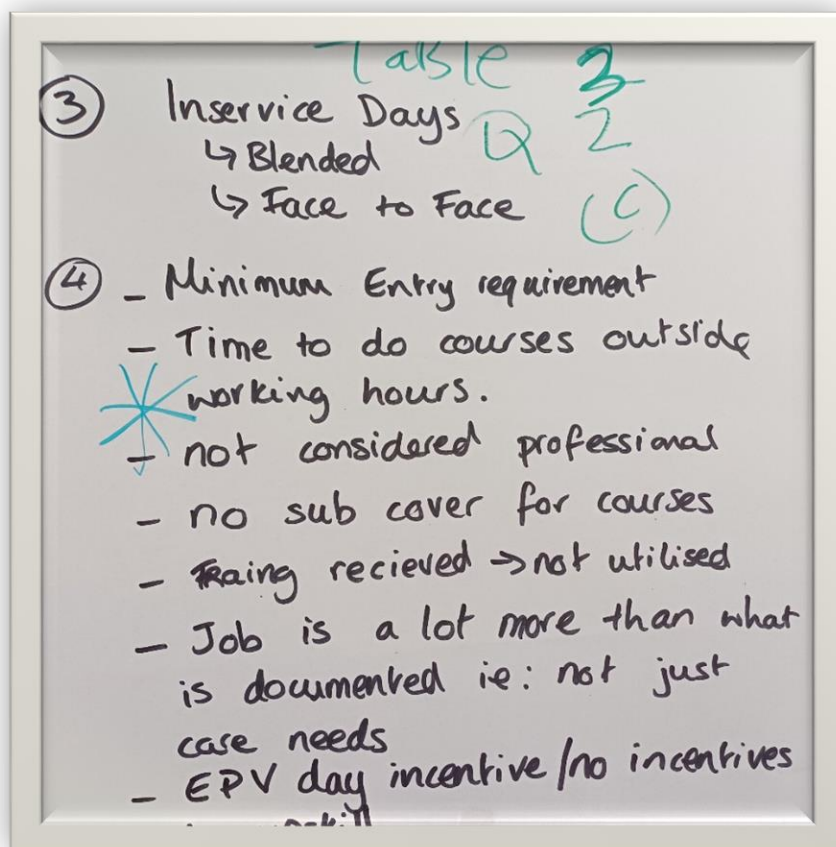 Table 3
③ Inservice Days Q 2
↳ Blended
↳ Face to Face (C)
④ - Minimum Entry requirement
- Time to do courses outside
working hours.
- not considered professional
- no sub cover for courses
- Traing recieved → not utilised
- Job is a lot more than what
is documented ie: not just
case needs
- EPV day incentive/no incentives